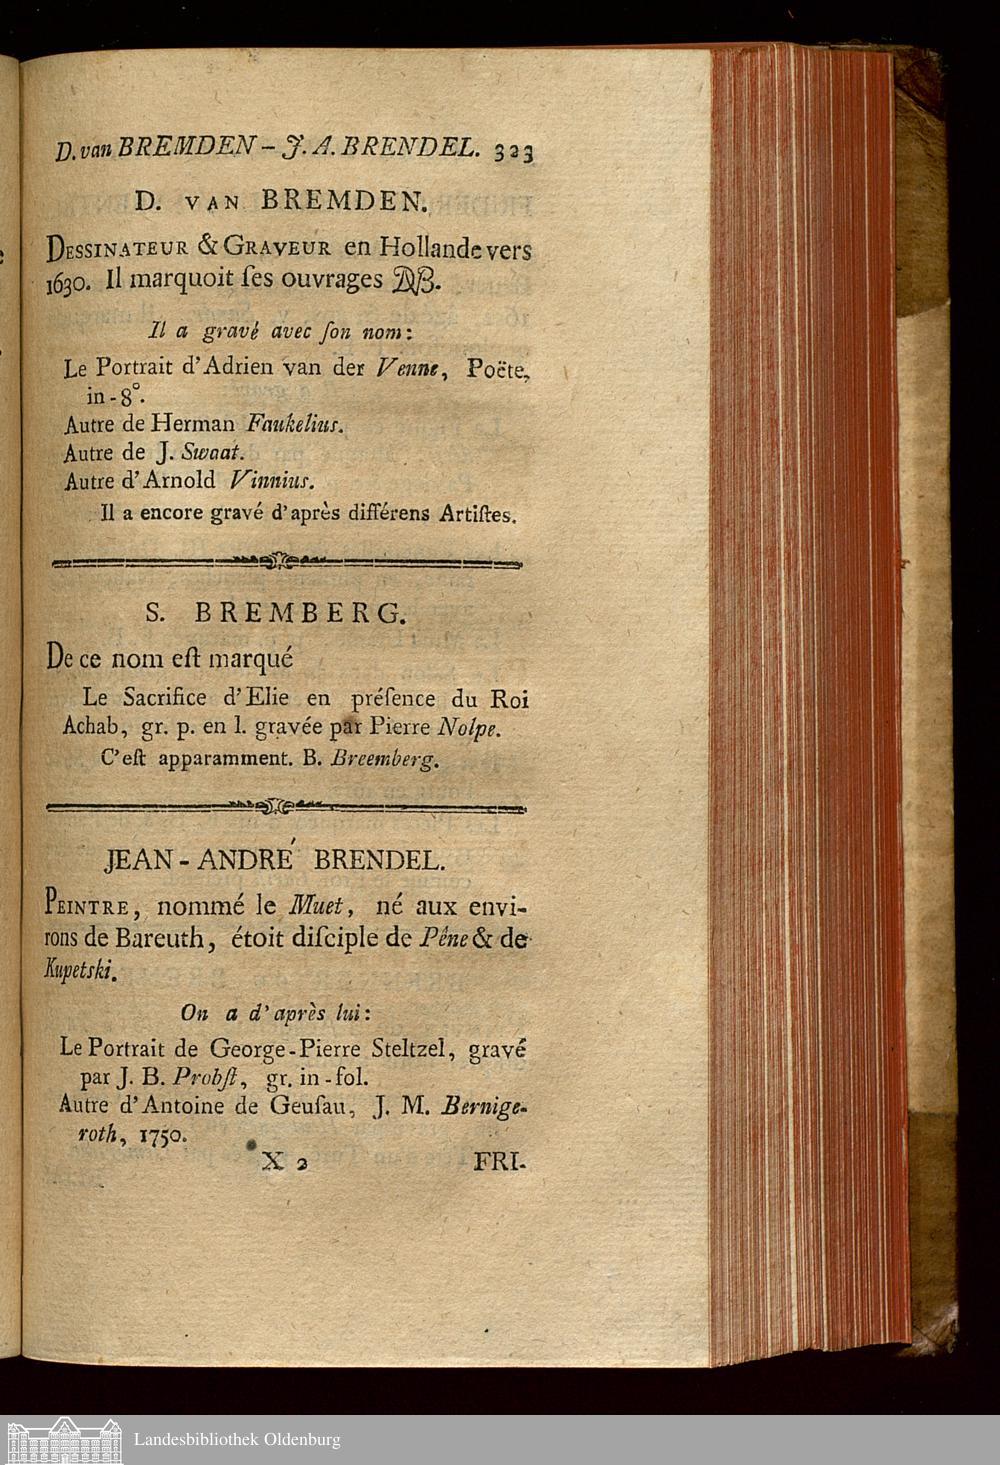 D. van BREMDEN – J. A. BRENDEL. 323
D. VAN BREMDEN.
DESSINATEUR & GRAVEUR en Hollande vers
1630. Il marquoit ſes ouvrages
Il a gravé avec ſon nom:
Le Portrait d'Adrien van der Venne, Poëte,
in-8°.
Autre de Herman Faukelius.
Autre de J. Swaat.
Autre d'Arnold Vinnius.
Il a encore gravé d'après différens Artiſtes.
S. BREMBERG.
De ce nom eſt marqué
Le Sacrifice d'Elie en préſence du Roi
Achab, gr. p. en l. gravée par Pierre Nolpe.
C'eſt apparamment. B. Breemberg.
JEAN-ANDRÉ BRENDEL.
PEINTRE, nommé le Muet, né aux envi-
rons de Bareuth, étoit diſciple de Pêne & de
Kupetski.
On a d'après lui:
Le Portrait de George-Pierre Steltzel, gravé
par J. B. Probſt, gr. in-fol.
Autre d'Antoine de Geuſau, J. M. Bernige-
roth, 1750.
X 2 FRI-
Landesbibliothek Oldenburg